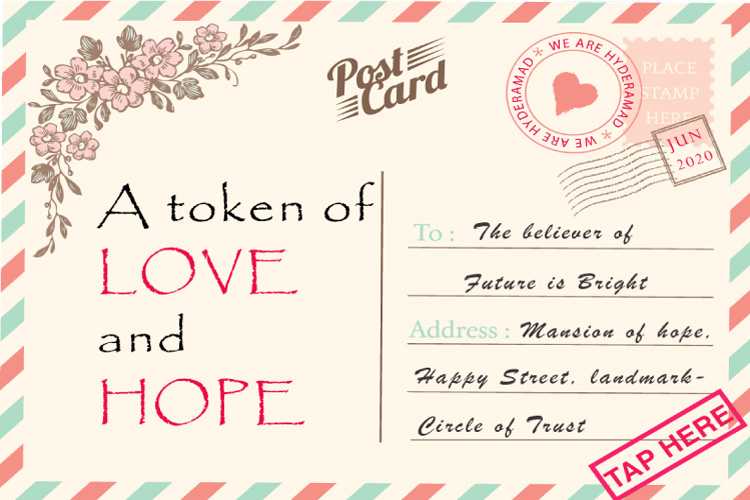 Post
Card
WE ARE HYDERAMAD * WE ARE HYDERAMAD *
PLACE
STAMP
HERE
JUN
2020
A token of
LOVE
and
HOPE
To : The believer of
Future is Bright
Address : Mansion of hope,
Happy Street, landmark-
Circle of Trust
TAP HERE